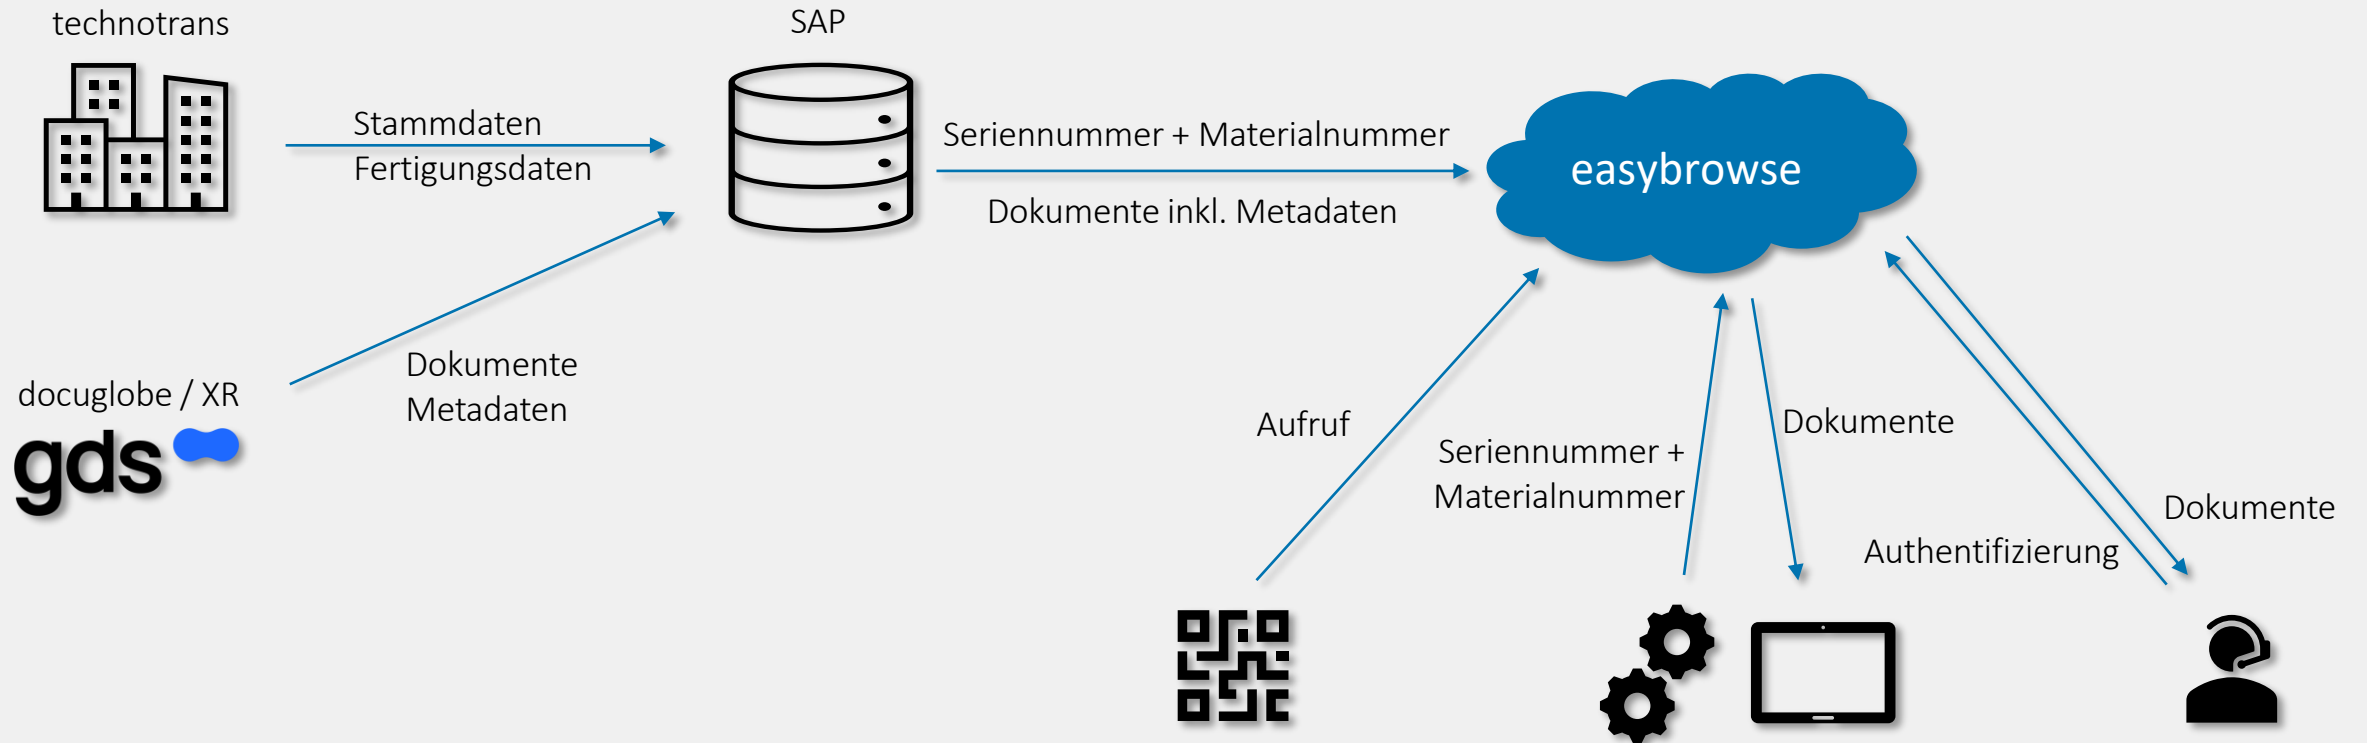 technotrans
SAP
Stammdaten
Fertigungsdaten
Seriennummer + Materialnummer
Dokumente inkl. Metadaten
easybrowse
docuglobe / XR
gds
Dokumente
Metadaten
Aufruf
Seriennummer +
Materialnummer
Dokumente
Authentifizierung
Dokumente